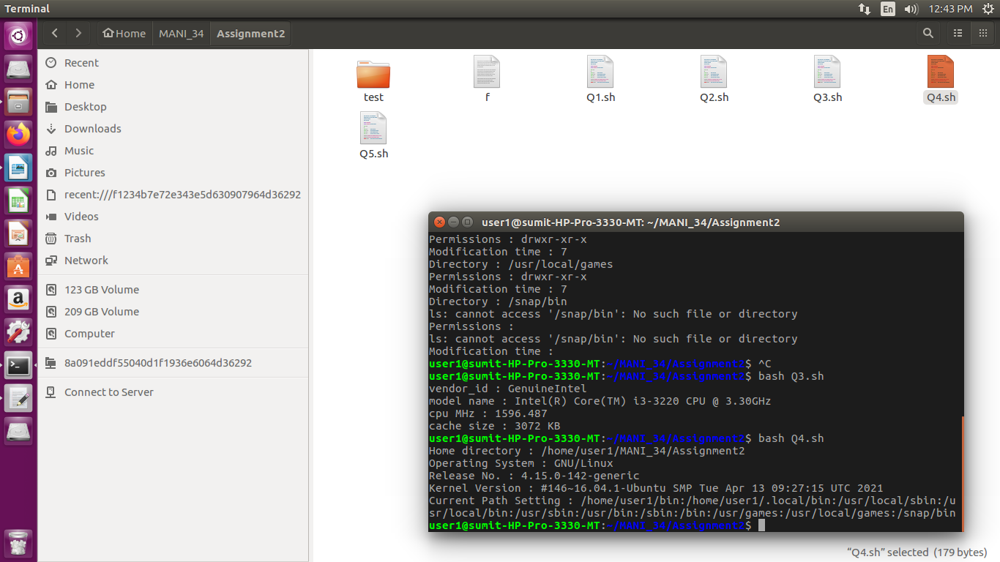 Terminal
En
12:43 PM
Home
MANI_34
Assignment2
Recent
Home
Desktop
Downloads
Music
Pictures
recent:///f1234b7e72e343e5d630907964d36292
Videos
Trash
Network
123 GB Volume
209 GB Volume
Computer
8a091eddf55040d1f1936e6064d36292
Connect to Server
test
f
Q1.sh
Q2.sh
Q3.sh
Q4.sh
Q5.sh
user1@sumit-HP-Pro-3330-MT: ~/MANI_34/Assignment2
Permissions : drwxr-xr-x
Modification time : 7
Directory : /usr/local/games
Permissions : drwxr-xr-x
Modification time : 7
Directory : /snap/bin
ls: cannot access '/snap/bin': No such file or directory
Permissions :
ls: cannot access '/snap/bin': No such file or directory
Modification time :
user1@sumit-HP-Pro-3330-MT:~/MANI_34/Assignment2$ ^C
user1@sumit-HP-Pro-3330-MT:~/MANI_34/Assignment2$ bash Q3.sh
vendor_id : GenuineIntel
model name : Intel(R) Core(TM) i3-3220 CPU @ 3.30GHz
cpu MHz : 1596.487
cache size : 3072 KB
user1@sumit-HP-Pro-3330-MT:~/MANI_34/Assignment2$ bash Q4.sh
Home directory : /home/user1/MANI_34/Assignment2
Operating System : GNU/Linux
Release No. : 4.15.0-142-generic
Kernel Version : #146~16.04.1-Ubuntu SMP Tue Apr 13 09:27:15 UTC 2021
Current Path Setting : /home/user1/bin:/home/user1/.local/bin:/usr/local/sbin:/u
sr/local/bin:/usr/sbin:/usr/bin:/sbin:/bin:/usr/games:/usr/local/games:/snap/bin
user1@sumit-HP-Pro-3330-MT:~/MANI_34/Assignment2$
“Q4.sh” selected (179 bytes)